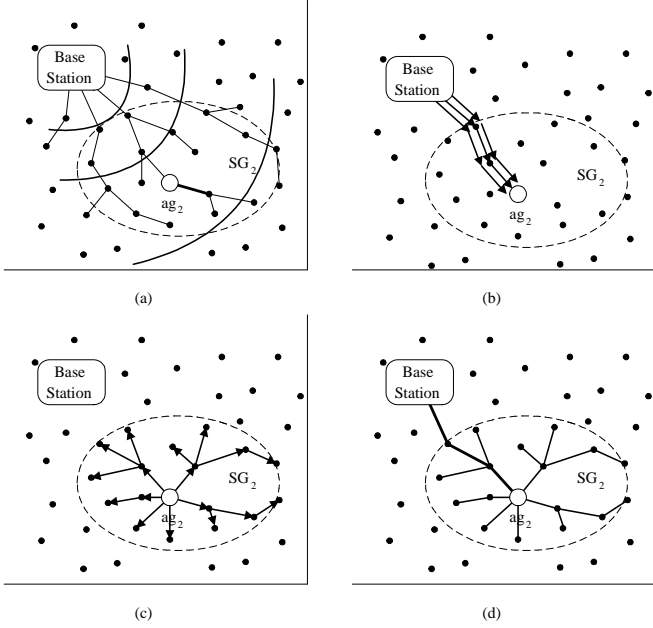 Base
Station
SG2
ag2
(a)
Base
Station
SG2
ag2
(b)
Base
Station
SG2
ag2
(c)
Base
Station
SG2
ag2
(d)